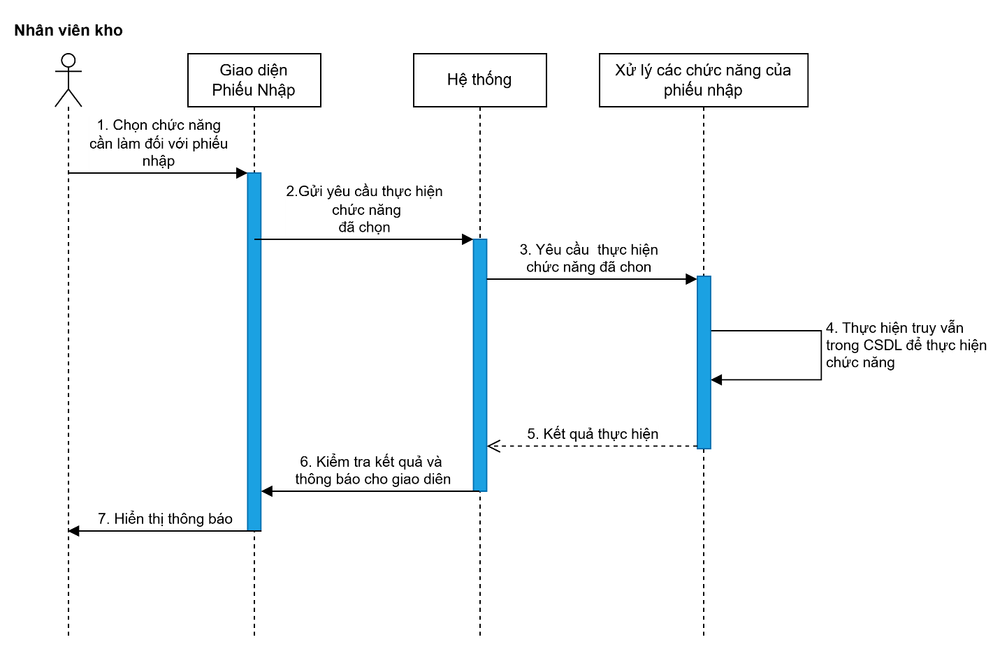 Nhân viên kho
Giao diện
Phiếu Nhập
Hệ thống
Xử lý các chức năng của
phiếu nhập
1. Chọn chức năng
cần làm đối với phiếu
nhập
2.Gửi yêu cầu thực hiện
chức năng
đã chọn
3. Yêu cầu  thực hiện
chức năng đã chon
4. Thực hiện truy vẫn
trong CSDL để thực hiện
chức năng
5. Kết quả thực hiện
6. Kiểm tra kết quả và
thông báo cho giao diên
7. Hiển thị thông báo